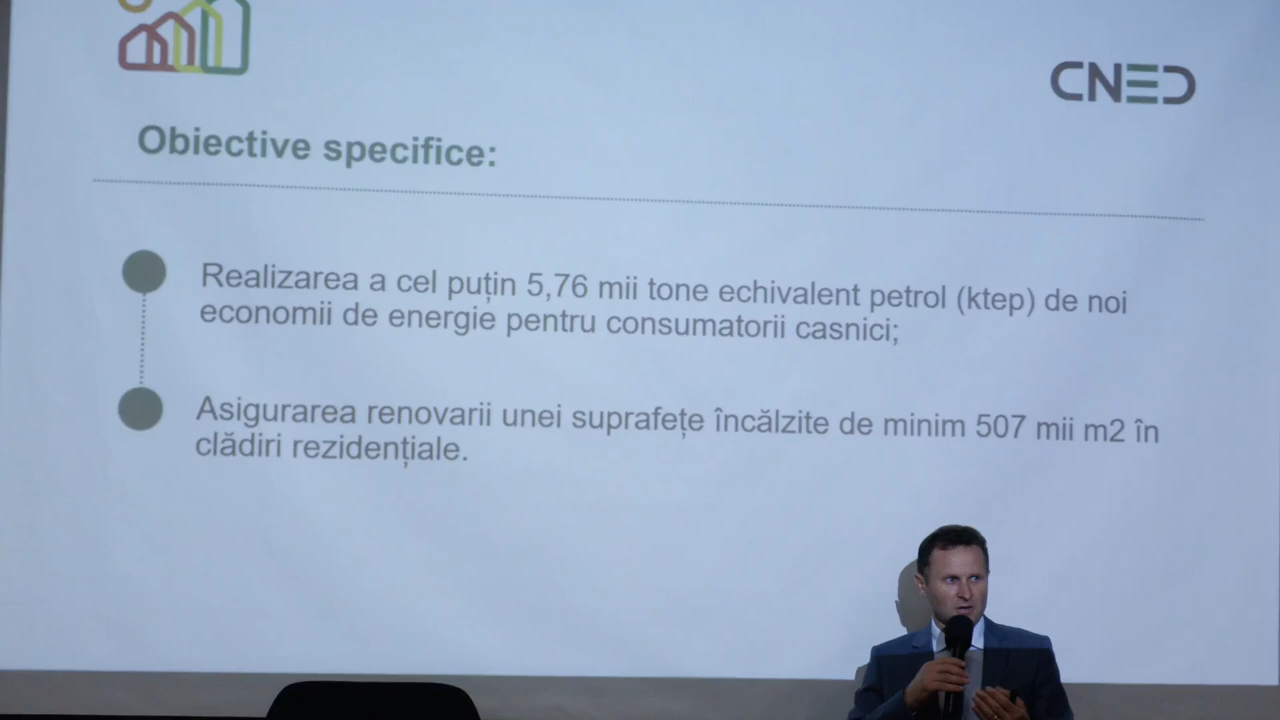 CNED
Obiective specifice:
Realizarea a cel puțin 5,76 mii tone echivalent petrol (ktep) de noi
economii de energie pentru consumatorii casnici;
Asigurarea renovarii unei suprafețe încălzite de minim 507 mii m2 în
clădiri rezidențiale.